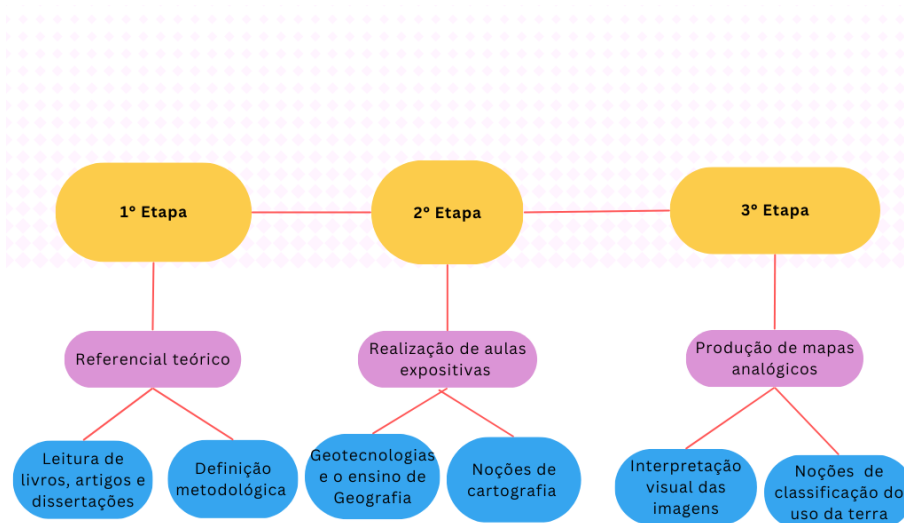 1° Etapa
2° Etapa
3° Etapa
Referencial teórico
Realização de aulas
expositivas
Produção de mapas
analógicos
Leitura de
livros, artigos e
dissertações
Definição
metodológica
Geotecnologias
e o ensino de
Geografia
Noções de
cartografia
Interpretação
visual das
imagens
Noções de
classificação do
uso da terra